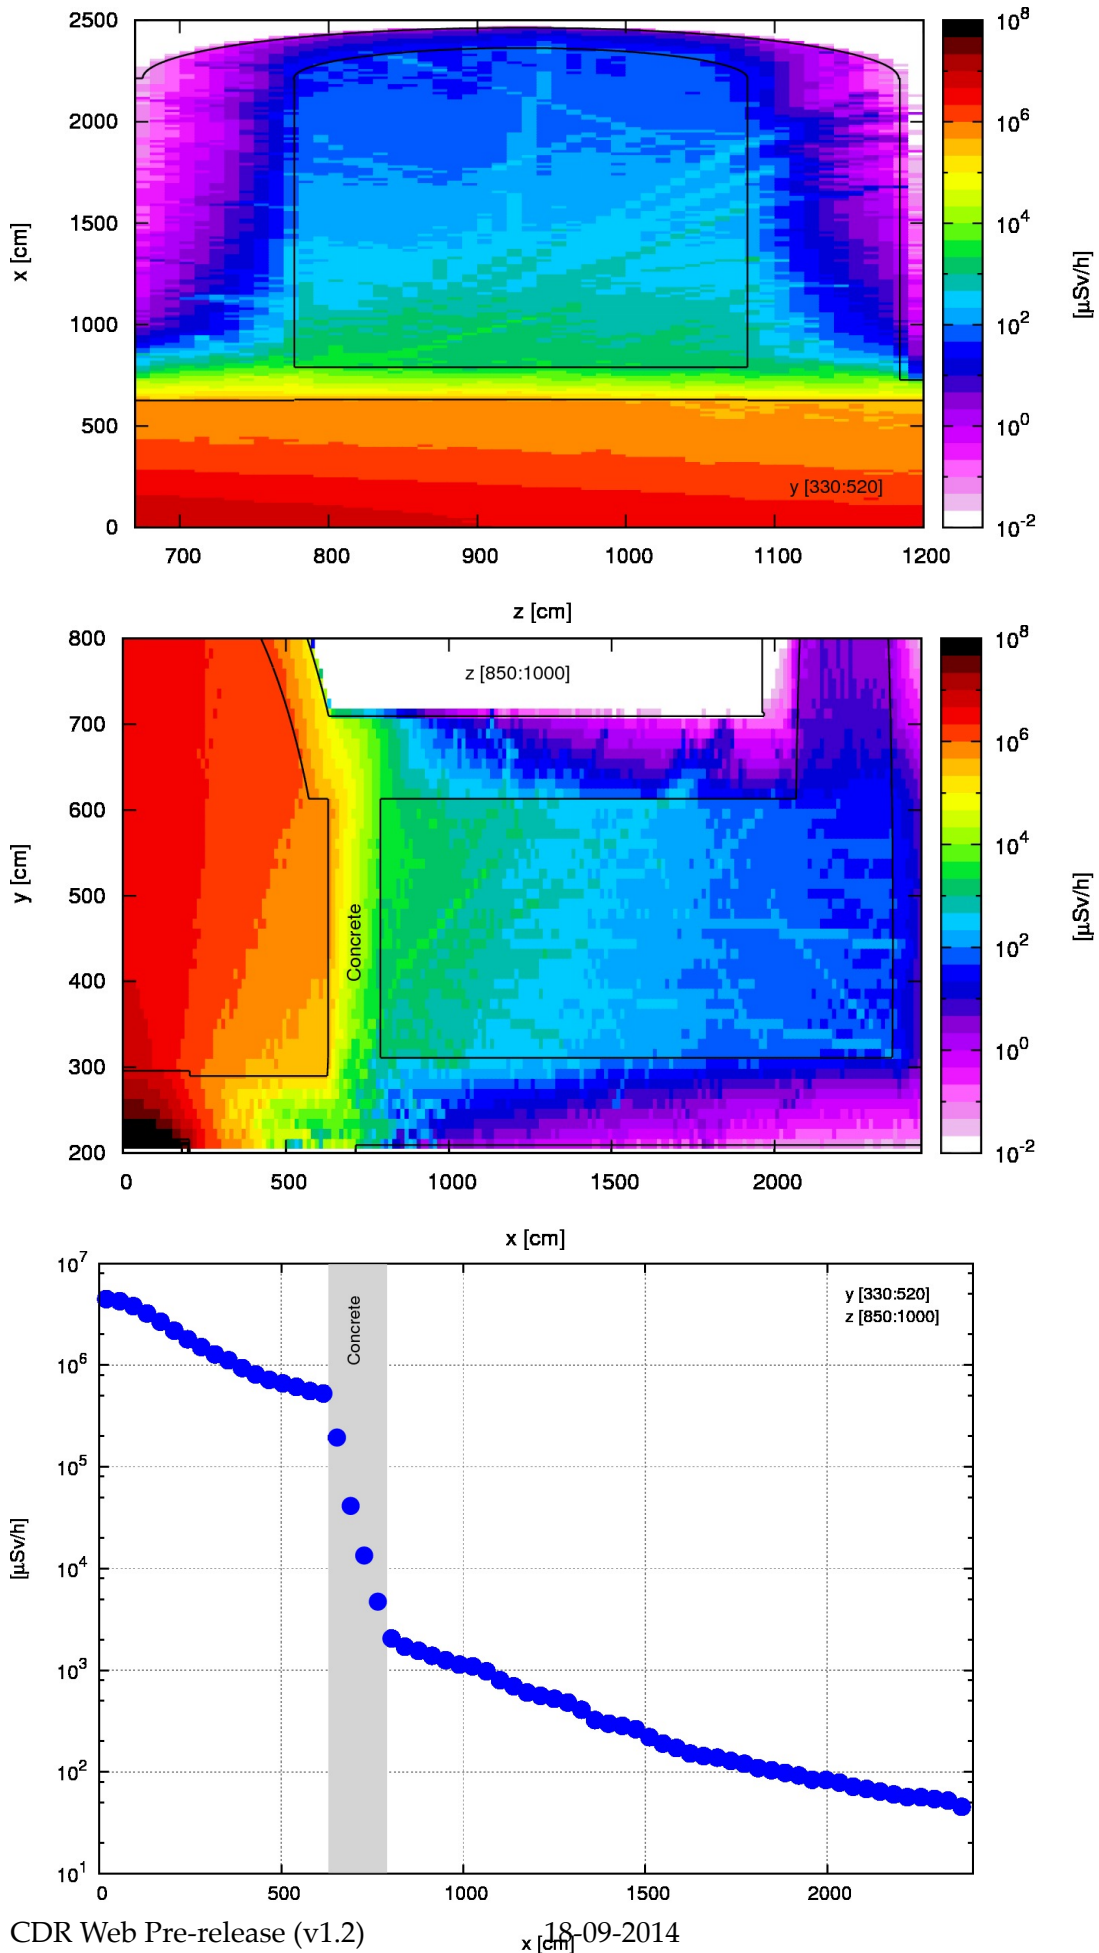 2500
2000
1500
1000
500
0
x [cm]
y [330:520]
700 800 900 1000 1100 1200
z [cm]
10^8
10^6
10^4
10^2
10^0
10^-2
[µSv/h]
800
700
600
500
400
300
200
y [cm]
z [850:1000]
Concrete
0 500 1000 1500 2000
x [cm]
10^8
10^6
10^4
10^2
10^0
10^-2
[µSv/h]
10^7
10^6
10^5
10^4
10^3
10^2
10^1
[µSv/h]
Concrete
y [330:520]
z [850:1000]
0 500 1000 1500 2000
x [cm]
CDR Web Pre-release (v1.2) 18-09-2014